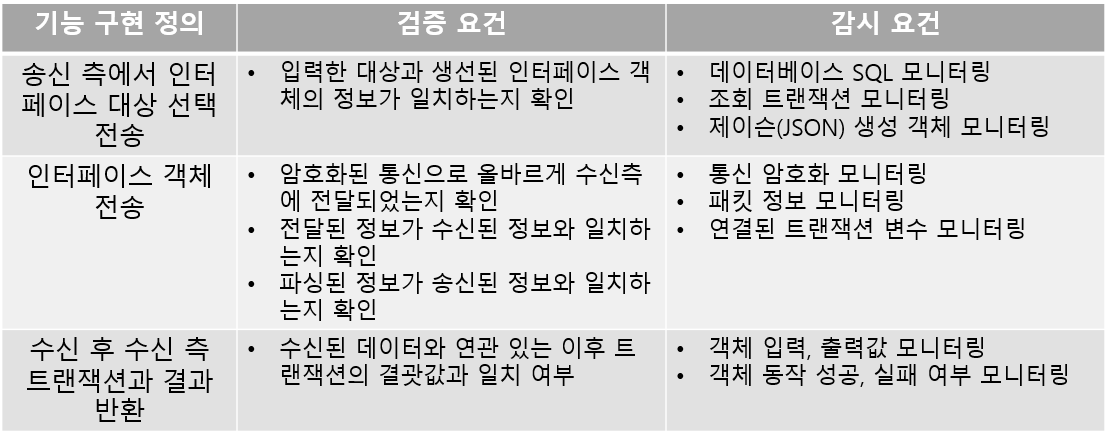 기능 구현 정의
검증 요건
감시 요건
송신 측에서 인터
페이스 대상 선택
전송
• 입력한 대상과 생선된 인터페이스 객
체의 정보가 일치하는지 확인
• 데이터베이스 SQL 모니터링
• 조회 트랜잭션 모니터링
• 제이슨(JSON) 생성 객체 모니터링
인터페이스 객체
전송
• 암호화된 통신으로 올바르게 수신측
에 전달되었는지 확인
• 전달된 정보가 수신된 정보와 일치하
는지 확인
• 파싱된 정보가 송신된 정보와 일치하
는지 확인
• 통신 암호화 모니터링
• 패킷 정보 모니터링
• 연결된 트랜잭션 변수 모니터링
수신 후 수신 측
트랜잭션과 결과
반환
• 수신된 데이터와 연관 있는 이후 트
랜잭션의 결괏값과 일치 여부
• 객체 입력, 출력값 모니터링
• 객체 동작 성공, 실패 여부 모니터링